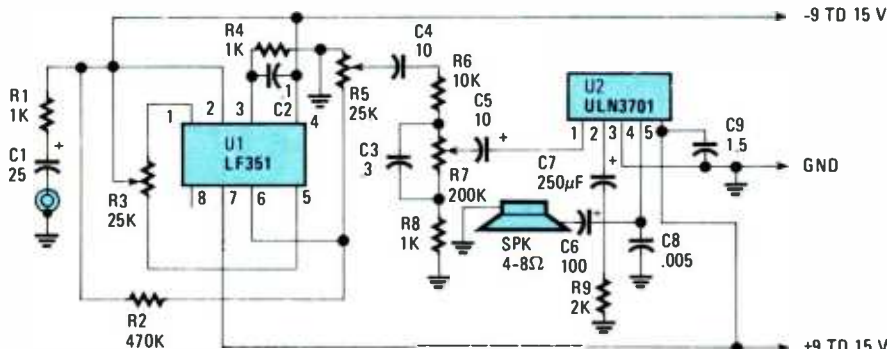 -9 TO 15 V
R1
1K
C1
25
+
R4
1K
1
C2
R5
25K
C4
10
R6
10K
C5
10
+
C3
.3
R7
200K
R8
1K
U1
LF351
1
2
3
4
8
7
6
5
R3
25K
R2
470K
U2
ULN3701
1
2
3
4
5
C9
1.5
GND
C7
250μF
+
SPK
4-8Ω
C6
100
+
C8
.005
R9
2K
+9 TO 15 V